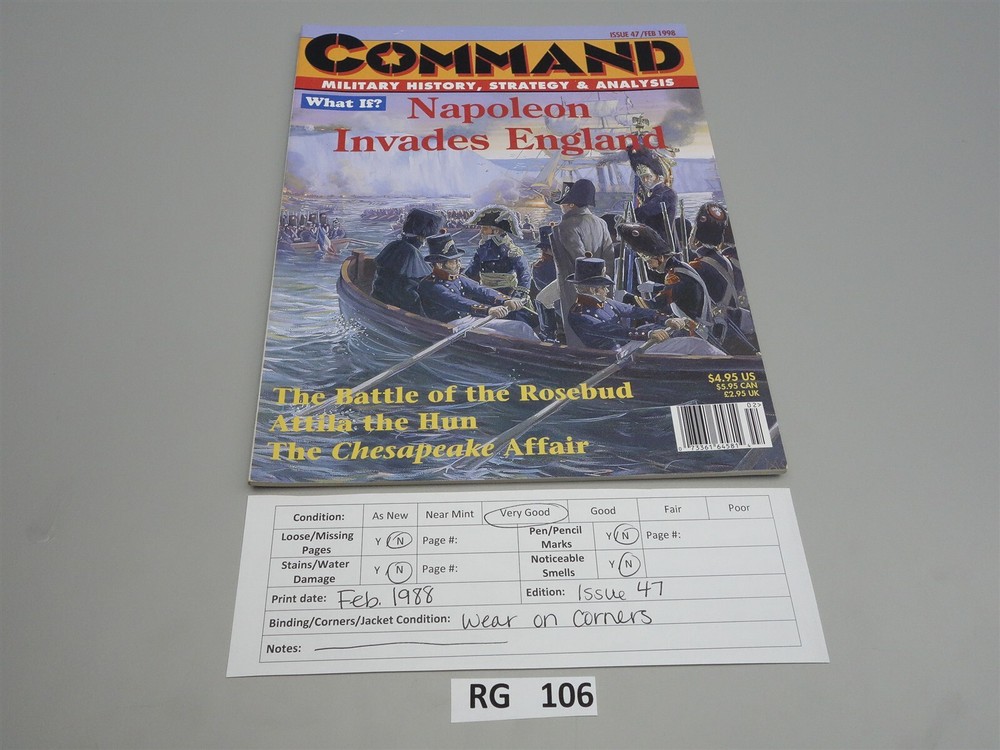 ISSUE 47/FEB 1998
COMMAND
MILITARY HISTORY, STRATEGY & ANALYSIS
What If? Napoleon
Invades England
The Battle of the Rosebud
Attila the Hun
The Chesapeake Affair
$4.95 US
$5.95 CAN
£2.95 UK
02>
73361 64581
Condition: As New Near Mint Very Good Good Fair Poor
Loose/Missing Pages Y N Page #: Pen/Pencil Marks Y N Page #:
Stains/Water Damage Y N Page #: Noticeable Smells Y N
Print date: Feb. 1988 Edition: Issue 47
Binding/Corners/Jacket Condition: Wear on corners
Notes:
RG 106